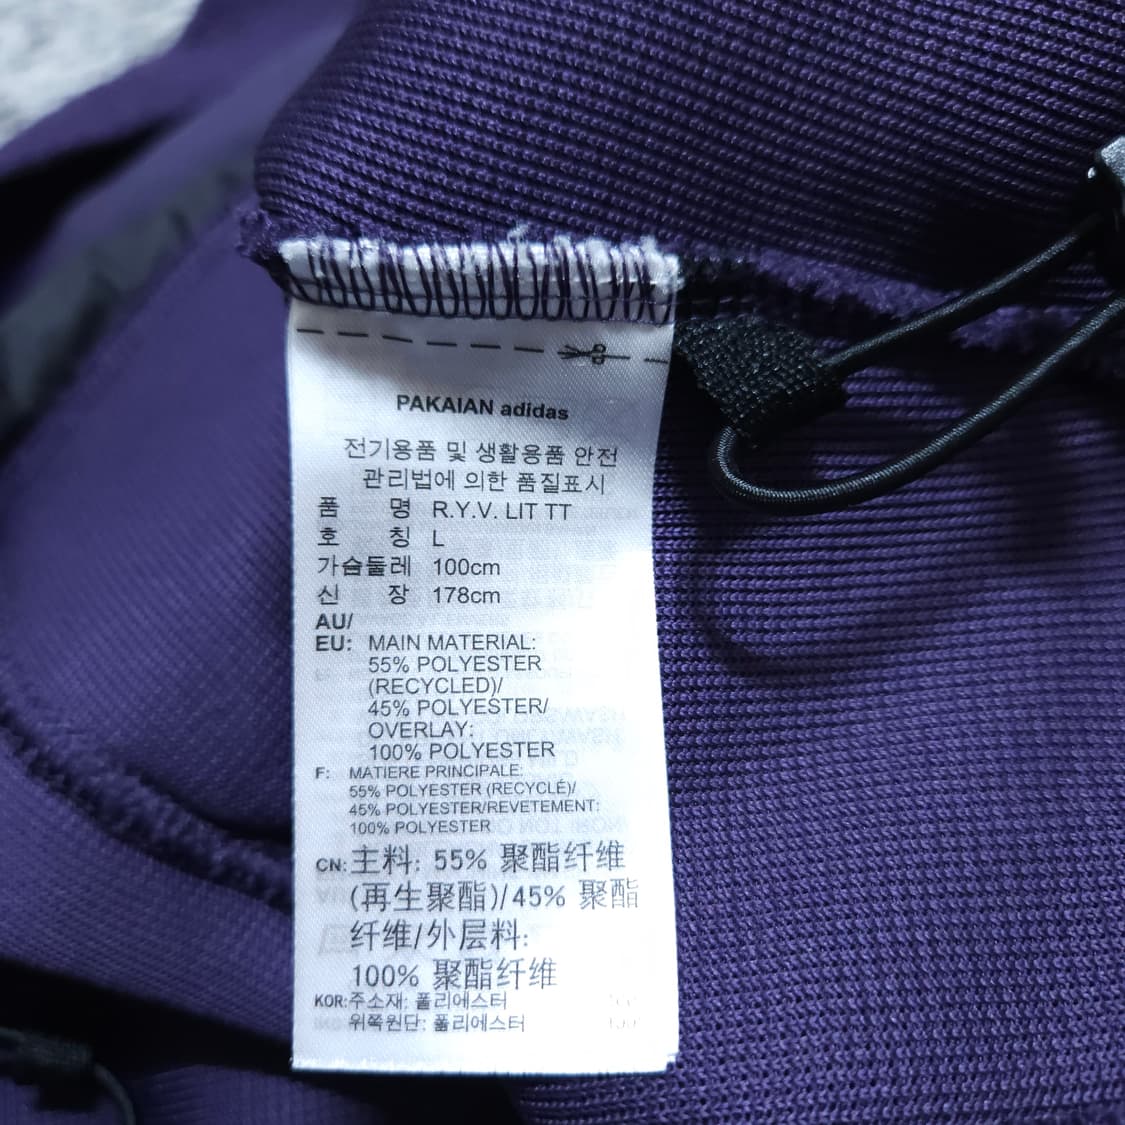 PAKAIAN adidas
전기용품 및 생활용품 안전
관리법에 의한 품질표시
품 명 R.Y.V. LIT TT
호 칭 L
가슴둘레 100cm
신 장 178cm
AU/
EU: MAIN MATERIAL:
55% POLYESTER
(RECYCLED)/
45% POLYESTER/
OVERLAY:
100% POLYESTER
F: MATIERE PRINCIPALE:
55% POLYESTER (RECYCLÉ)/
45% POLYESTER/REVETEMENT:
100% POLYESTER
CN: 主料: 55% 聚酯纤维
(再生聚酯)/45% 聚酯
纤维/外层料:
100% 聚酯纤维
KOR:주소재: 폴리에스터
위쪽원단: 폴리에스터